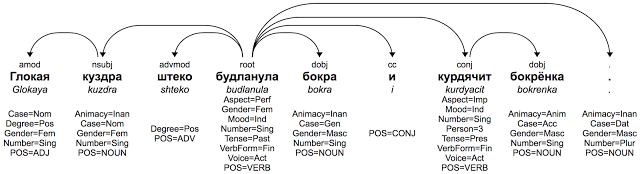 amod nsubj advmod root dobj cc conj dobj .
Глокая куздра штеко будланула бокра и курдячит бокрёнка .
Glokaya kuzdra shteko budlanula bokra i kurdyacit bokrenka .
Case=Nom
Degree=Pos
Gender=Fem
Number=Sing
POS=ADJ
Animacy=Inan
Case=Nom
Gender=Fem
Number=Sing
POS=NOUN
Degree=Pos
POS=ADV
Aspect=Perf
Gender=Fem
Mood=Ind
Number=Sing
Tense=Past
VerbForm=Fin
Voice=Act
POS=VERB
Animacy=Inan
Case=Gen
Gender=Masc
Number=Sing
POS=NOUN
POS=CONJ
Aspect=Imp
Mood=Ind
Number=Sing
Person=3
Tense=Pres
VerbForm=Fin
Voice=Act
POS=VERB
Animacy=Anim
Case=Acc
Gender=Masc
Number=Sing
POS=NOUN
Animacy=Inan
Case=Dat
Gender=Masc
Number=Plur
POS=NOUN